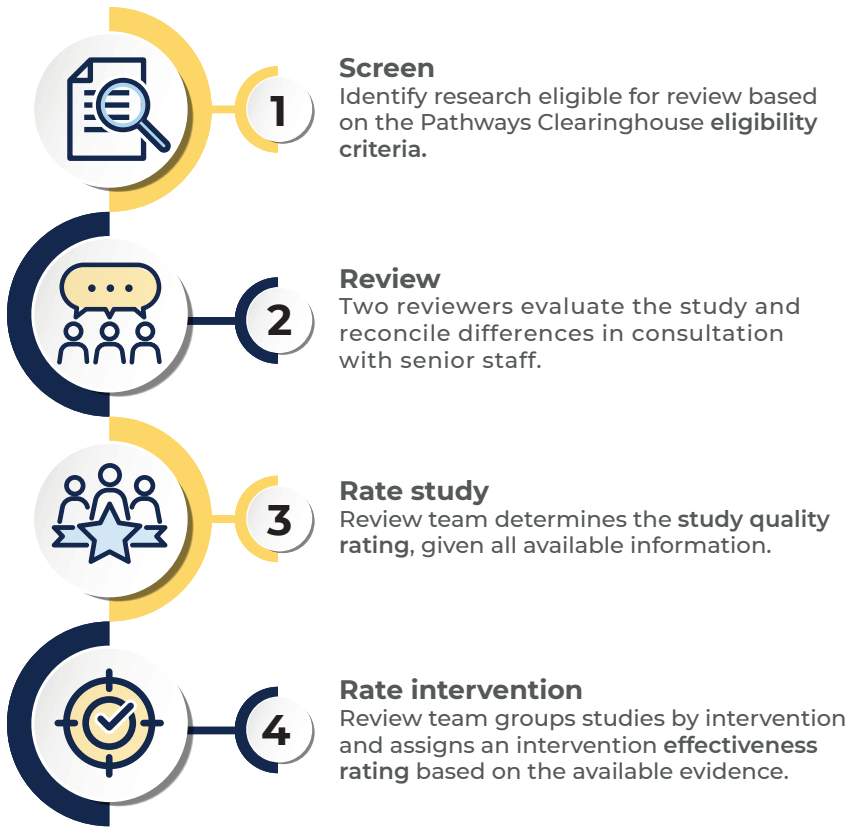 1
Screen
Identify research eligible for review based
on the Pathways Clearinghouse eligibility
criteria.
2
Review
Two reviewers evaluate the study and
reconcile differences in consultation
with senior staff.
3
Rate study
Review team determines the study quality
rating, given all available information.
4
Rate intervention
Review team groups studies by intervention
and assigns an intervention effectiveness
rating based on the available evidence.